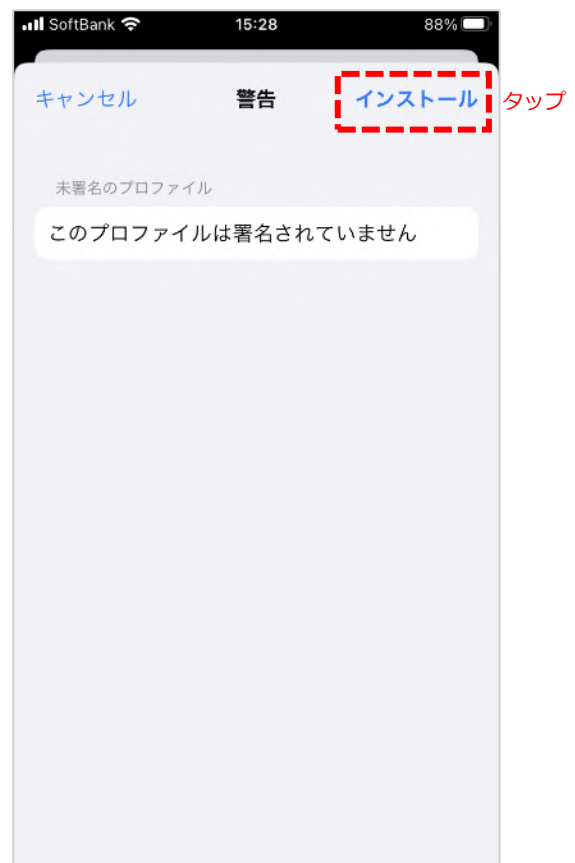 SoftBank 15:28 88%
キャンセル 警告 インストール タップ
未署名のプロファイル
このプロファイルは署名されていません